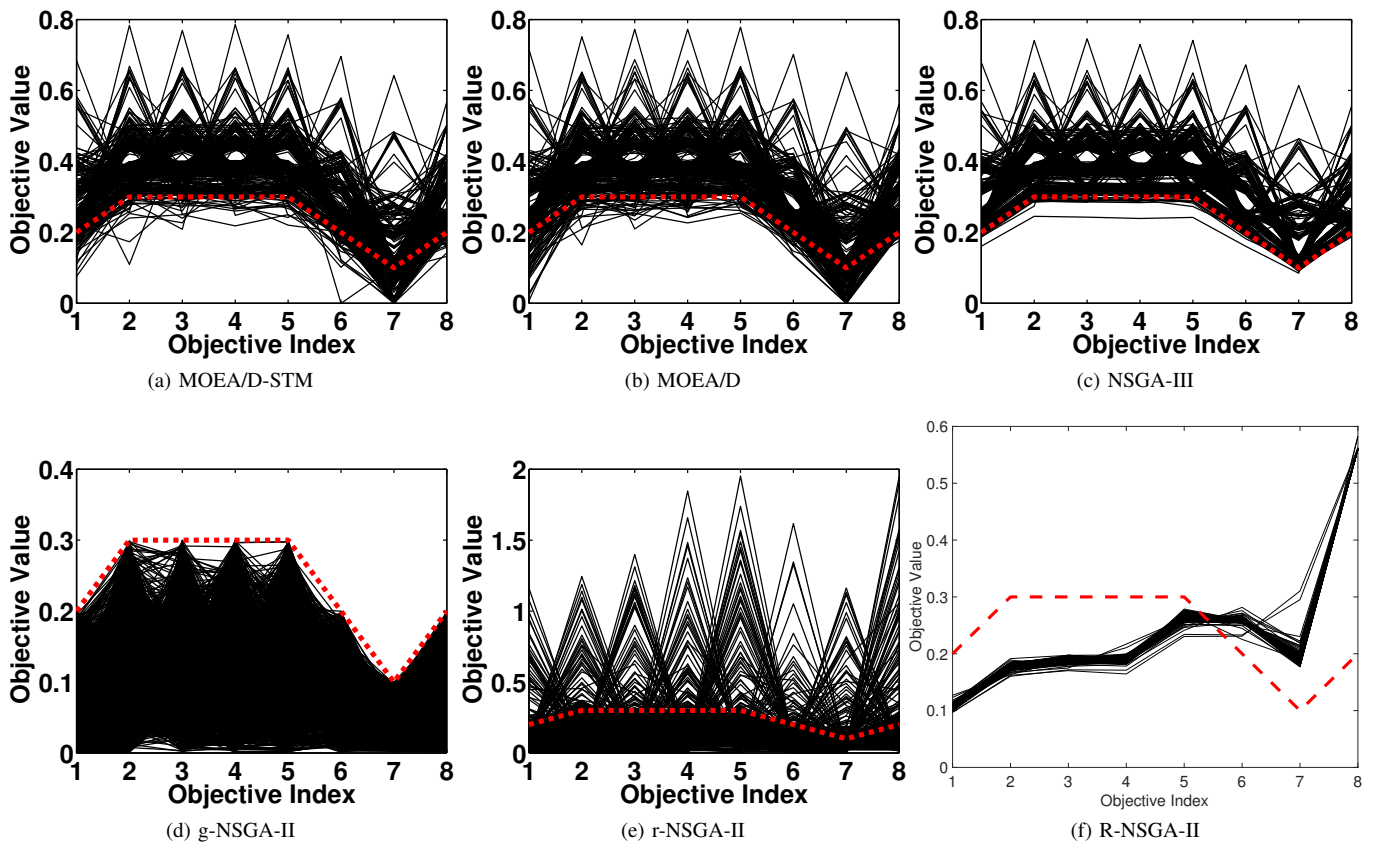 0.8
0.6
0.4
0.2
0
Objective Value
1 2 3 4 5 6 7 8
Objective Index
(a) MOEA/D-STM
0.8
0.6
0.4
0.2
0
Objective Value
1 2 3 4 5 6 7 8
Objective Index
(b) MOEA/D
0.8
0.6
0.4
0.2
0
Objective Value
1 2 3 4 5 6 7 8
Objective Index
(c) NSGA-III
0.4
0.3
0.2
0.1
0
Objective Value
1 2 3 4 5 6 7 8
Objective Index
(d) g-NSGA-II
2
1.5
1
0.5
0
Objective Value
1 2 3 4 5 6 7 8
Objective Index
(e) r-NSGA-II
0.6
0.5
0.4
0.3
0.2
0.1
0
Objective Value
1 2 3 4 5 6 7 8
Objective Index
(f) R-NSGA-II